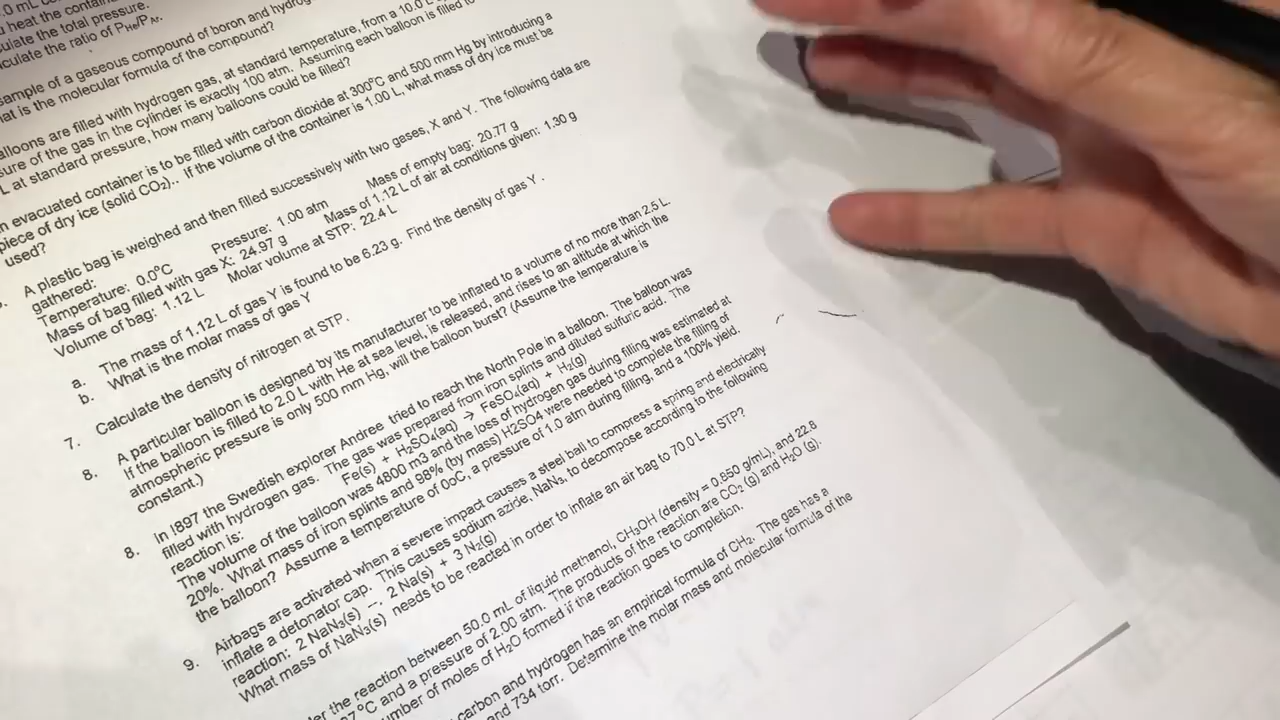 .0 mL
heat the contain
ulate the total pressure.
lculate the ratio of PHe/PAr.
sample of a gaseous compound of boron and hydrog
at is the molecular formula of the compound?
alloons are filled with hydrogen gas, at standard temperature, from a 10.0 L
sure of the gas in the cylinder is exactly 100 atm. Assuming each balloon is filled to
L at standard pressure, how many balloons could be filled?
n evacuated container is to be filled with carbon dioxide at 300°C and 500 mm Hg by introducing a
piece of dry ice (solid CO₂).. If the volume of the container is 1.00 L, what mass of dry ice must be
used?
A plastic bag is weighed and then filled successively with two gases, X and Y. The following data are
gathered:
Temperature: 0.0°C Pressure: 1.00 atm Mass of empty bag: 20.77 g
Mass of bag filled with gas X: 24.97 g Mass of 1.12 L of air at conditions given: 1.30 g
Volume of bag: 1.12 L Molar volume at STP: 22.4 L
a. The mass of 1.12 L of gas Y is found to be 6.23 g. Find the density of gas Y .
b. What is the molar mass of gas Y
7. Calculate the density of nitrogen at STP.
8. A particular balloon is designed by its manufacturer to be inflated to a volume of no more than 2.5 L.
If the balloon is filled to 2.0 L with He at sea level, is released, and rises to an altitude at which the
atmospheric pressure is only 500 mm Hg, will the balloon burst? (Assume the temperature is
constant.)
8. In 1897 the Swedish explorer Andree tried to reach the North Pole in a balloon. The balloon was
filled with hydrogen gas. The gas was prepared from iron splints and diluted sulfuric acid. The
reaction is: Fe(s) + H₂SO₄(aq) → FeSO₄(aq) + H₂(g)
The volume of the balloon was 4800 m3 and the loss of hydrogen gas during filling was estimated at
20%. What mass of iron splints and 98% (by mass) H2SO4 were needed to complete the filling of
the balloon? Assume a temperature of 0oC, a pressure of 1.0 atm during filling, and a 100% yield.
9. Airbags are activated when a severe impact causes a steel ball to compress a spring and electrically
inflate a detonator cap. This causes sodium azide, NaN₃, to decompose according to the following
reaction: 2 NaN₃(s) → 2 Na(s) + 3 N₂(g)
What mass of NaN₃(s) needs to be reacted in order to inflate an air bag to 70.0 L at STP?
er the reaction between 50.0 mL of liquid methanol, CH₃OH (density = 0.850 g/mL), and 22.8
27 °C and a pressure of 2.00 atm. The products of the reaction are CO₂ (g) and H₂O (g).
umber of moles of H₂O formed if the reaction goes to completion.
carbon and hydrogen has an empirical formula of CH₂. The gas has a
and 734 torr. Determine the molar mass and molecular formula of the